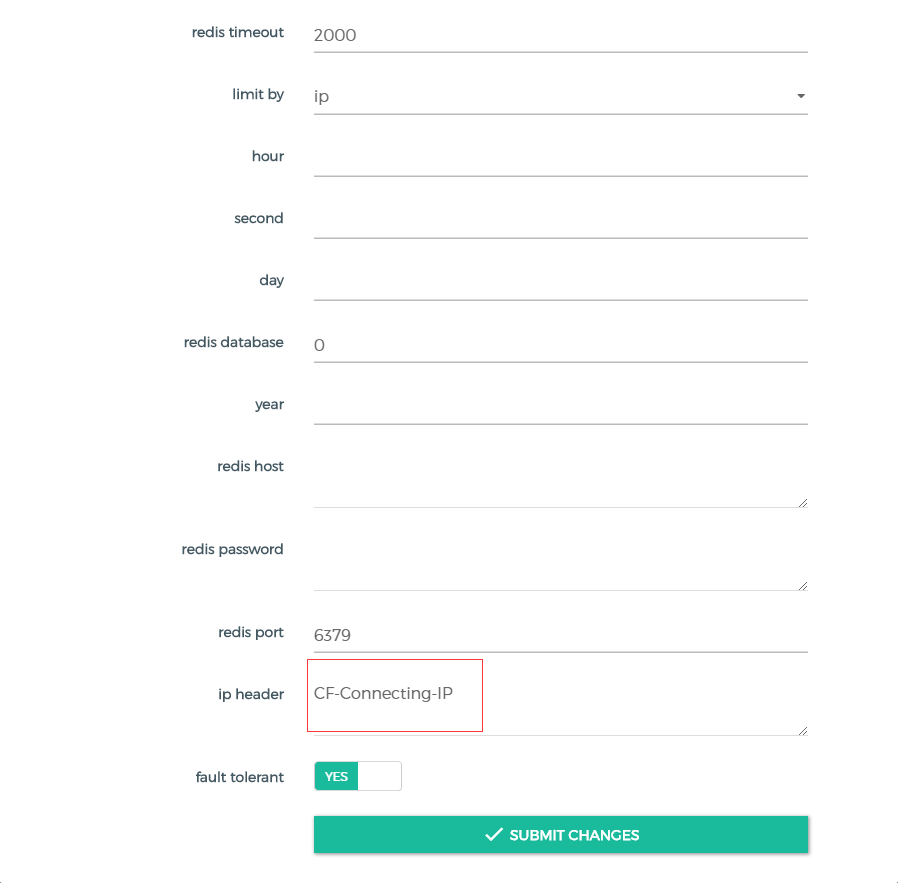 redis timeout 2000
limit by ip
hour
second
day
redis database 0
year
redis host
redis password
redis port 6379
ip header CF-Connecting-IP
fault tolerant YES
SUBMIT CHANGES